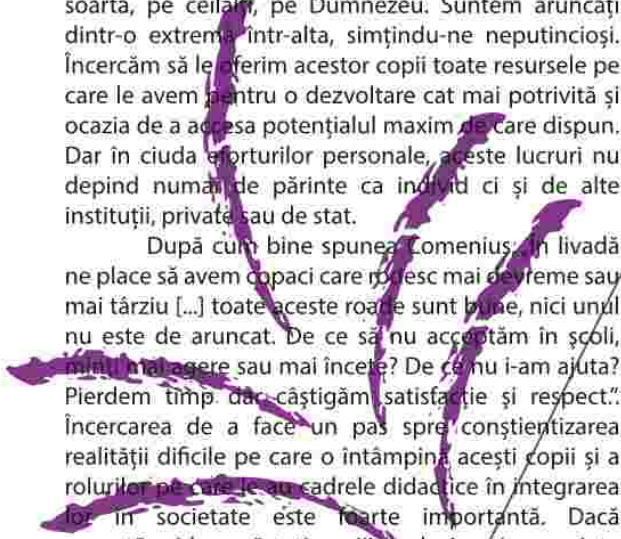 soarta, pe ceilalți, pe Dumnezeu. Suntem aruncați
dintr-o extremă într-alta, simțindu-ne neputincioși.
Încercăm să le oferim acestor copii toate resursele pe
care le avem pentru o dezvoltare cat mai potrivită și
ocazia de a accesa potențialul maxim de care dispun.
Dar în ciuda eforturilor personale, aceste lucruri nu
depind numai de părinte ca individ ci și de alte
instituții, private sau de stat.
După cum bine spunea Comenius: „În livadă
ne place să avem copaci care rodesc mai devreme sau
mai târziu [...] toate aceste roade sunt bune, nici unul
nu este de aruncat. De ce să nu acceptăm în școli,
minți mai agere sau mai încete? De ce nu i-am ajuta?
Pierdem timp dar câștigăm satisfacție și respect.”.
Încercarea de a face un pas spre conștientizarea
realității dificile pe care o întâmpină acești copii și a
rolurilor pe care le au cadrele didactice în integrarea
lor in societate este foarte importantă. Dacă